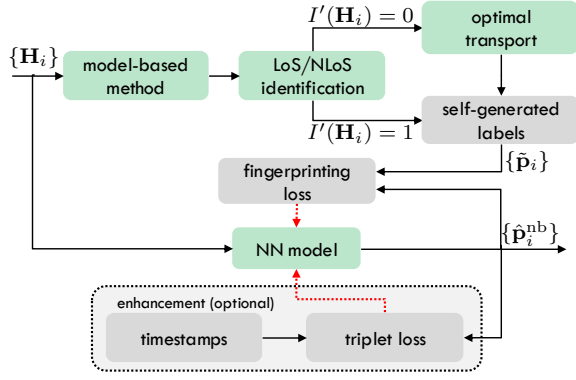 I′(H_i) = 0
optimal
transport
{H_i}
model-based
method
LoS/NLoS
identification
I′(H_i) = 1
self-generated
labels
{p̃_i}
fingerprinting
loss
NN model
{p̂_i^nb}
enhancement (optional)
timestamps
triplet loss